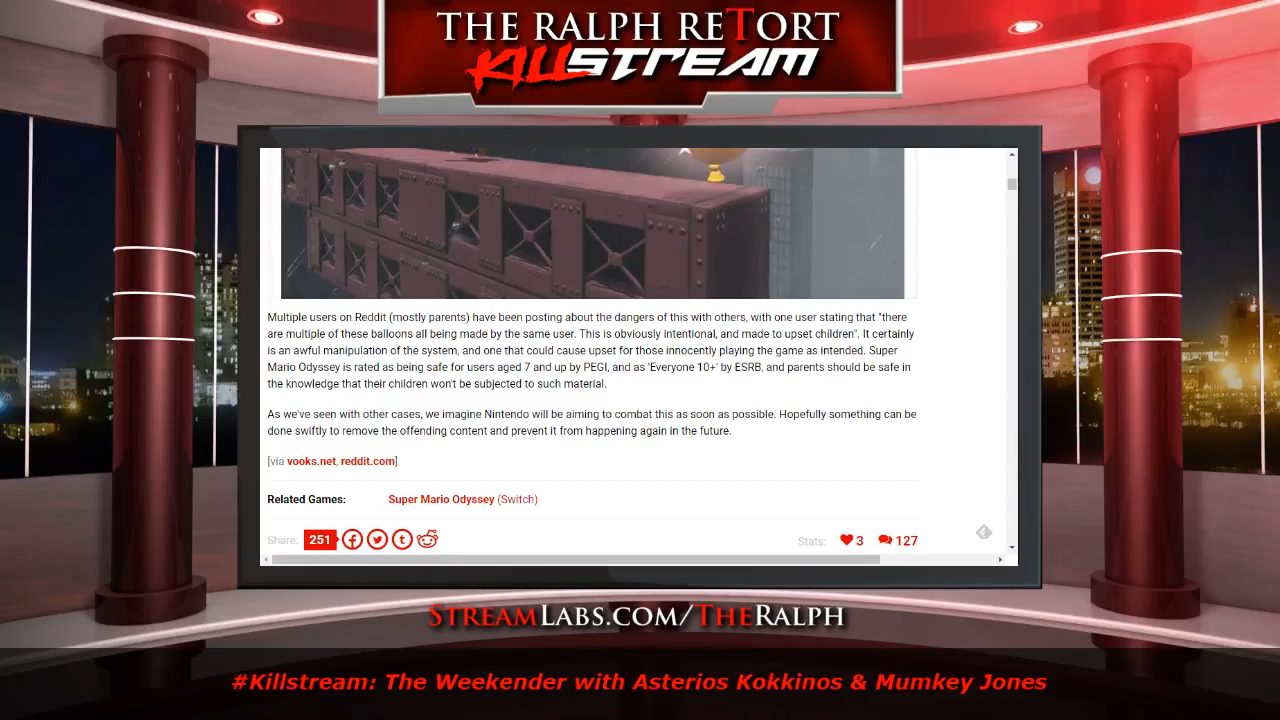 THE RALPH RETORT
KILLSTREAM
Multiple users on Reddit (mostly parents) have been posting about the dangers of this with others, with one user stating that "there
are multiple of these balloons all being made by the same user. This is obviously intentional, and made to upset children". It certainly
is an awful manipulation of the system, and one that could cause upset for those innocently playing the game as intended. Super
Mario Odyssey is rated as being safe for users aged 7 and up by PEGI, and as 'Everyone 10+' by ESRB, and parents should be safe in
the knowledge that their children won't be subjected to such material.
As we've seen with other cases, we imagine Nintendo will be aiming to combat this as soon as possible. Hopefully something can be
done swiftly to remove the offending content and prevent it from happening again in the future.
[via vooks.net, reddit.com]
Related Games: Super Mario Odyssey (Switch)
Share: 251 Stats: 3 127
STREAMLABS.COM/THERALPH
#Killstream: The Weekender with Asterios Kokkinos & Mumkey Jones